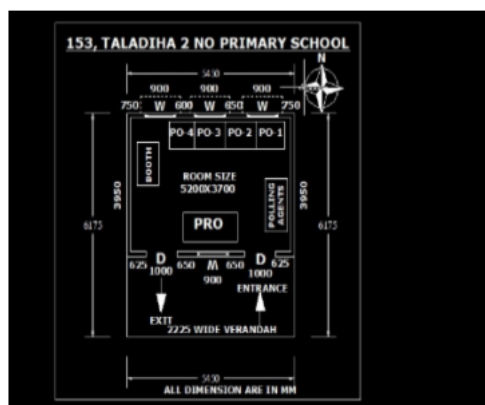 153, TALADIHA 2 NO PRIMARY SCHOOL
N
5450
900 900 900
750 W 600 W 650 W 750
PO-4 PO-3 PO-2 PO-1
BOOTH
ROOM SIZE
5200X3700
3950 3950
POLLING
AGENTS
6175 6175
PRO
625 D 650 W 650 D 625
1000 900 1000
ENTRANCE
EXIT
2225 WIDE VERANDAH
5450
ALL DIMENSION ARE IN MM